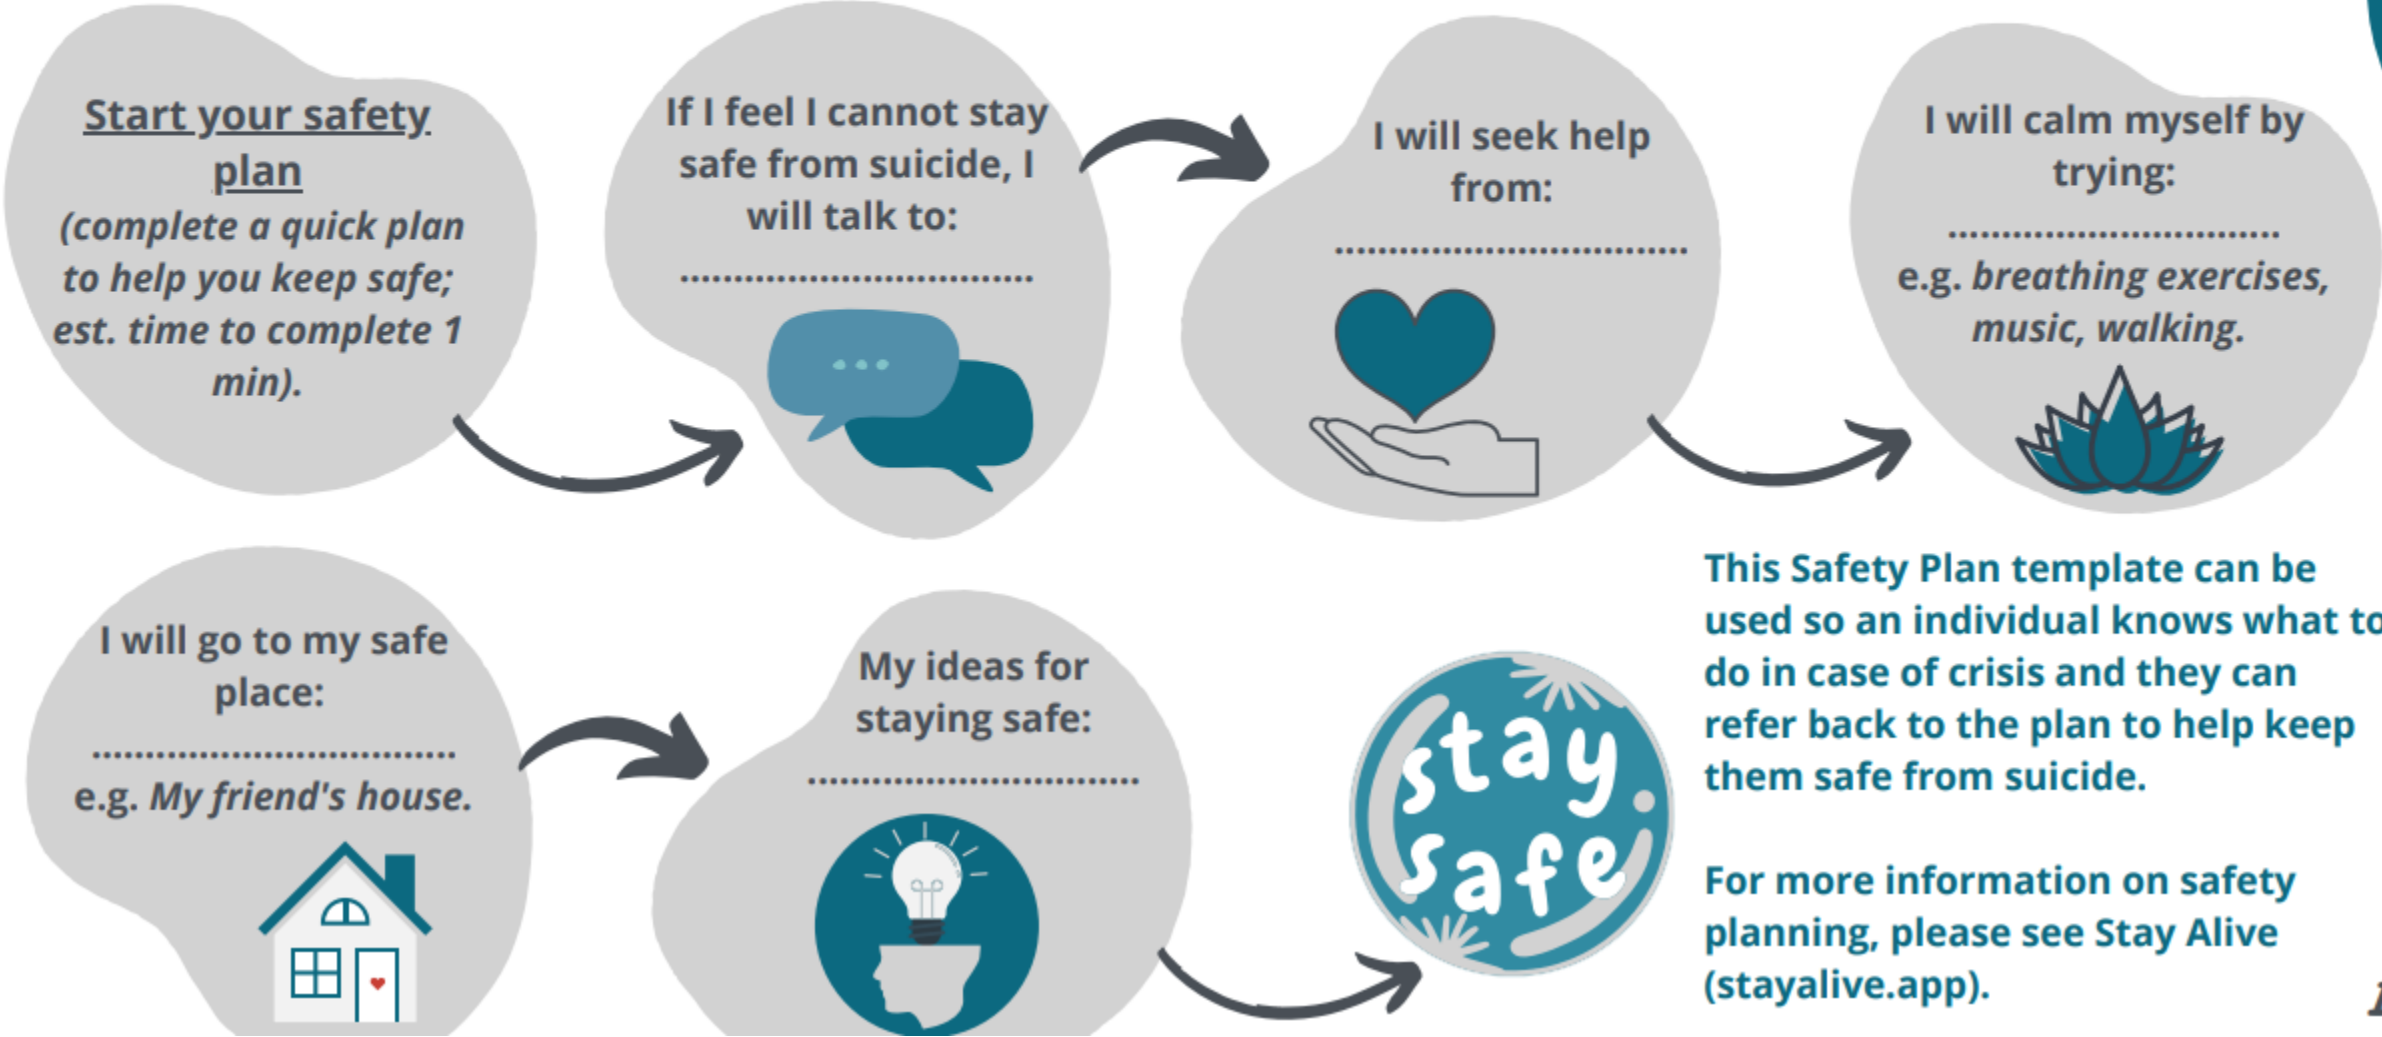 Start your safety
plan
(complete a quick plan
to help you keep safe;
est. time to complete 1
min).
If I feel I cannot stay
safe from suicide, I
will talk to:
.................................
I will seek help
from:
.................................
I will calm myself by
trying:
...............................
e.g. breathing exercises,
music, walking.
I will go to my safe
place:
..................................
e.g. My friend's house.
My ideas for
staying safe:
...............................
stay
safe
This Safety Plan template can be
used so an individual knows what to
do in case of crisis and they can
refer back to the plan to help keep
them safe from suicide.
For more information on safety
planning, please see Stay Alive
(stayalive.app).